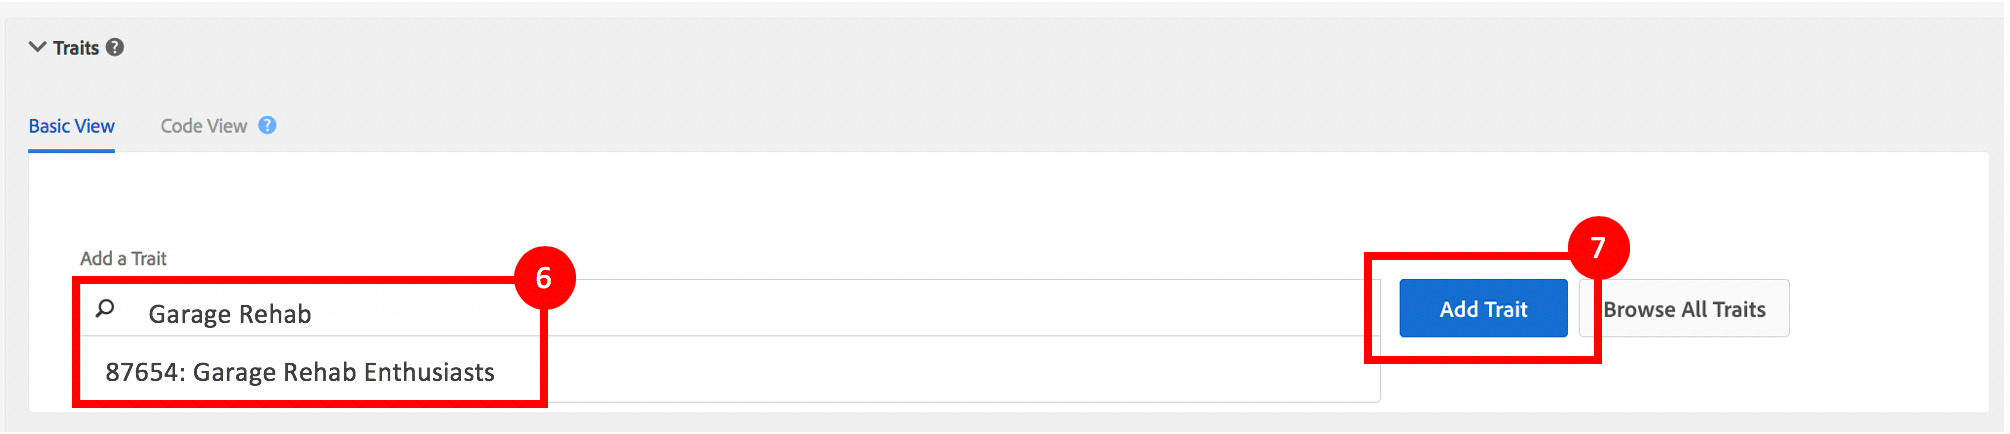 Traits ?
Basic View Code View ?
Add a Trait
6
7
Garage Rehab
Add Trait
Browse All Traits
87654: Garage Rehab Enthusiasts